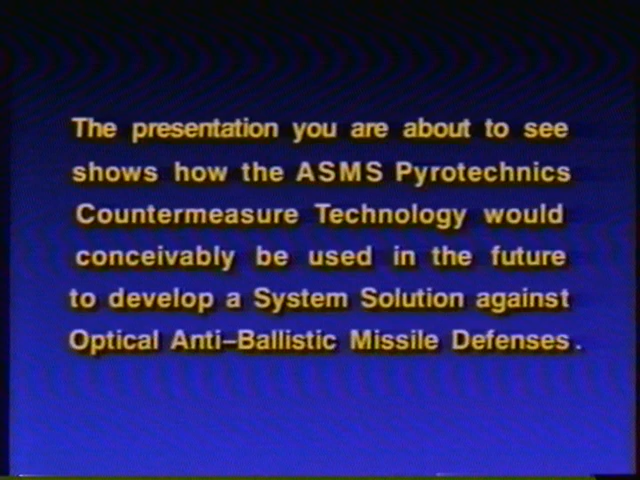 The presentation you are about to see
shows how the ASMS Pyrotechnics
Countermeasure Technology would
conceivably be used in the future
to develop a System Solution against
Optical Anti-Ballistic Missile Defenses.